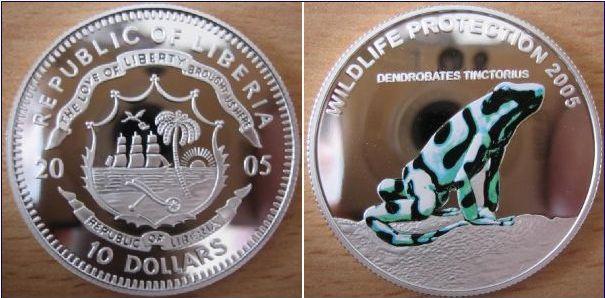 REPUBLIC OF LIBERIA
THE LOVE OF LIBERTY BROUGHT US HERE
20 05
REPUBLIC OF LIBERIA
10 DOLLARS
WILDLIFE PROTECTION 2005
DENDROBATES TINCTORIUS